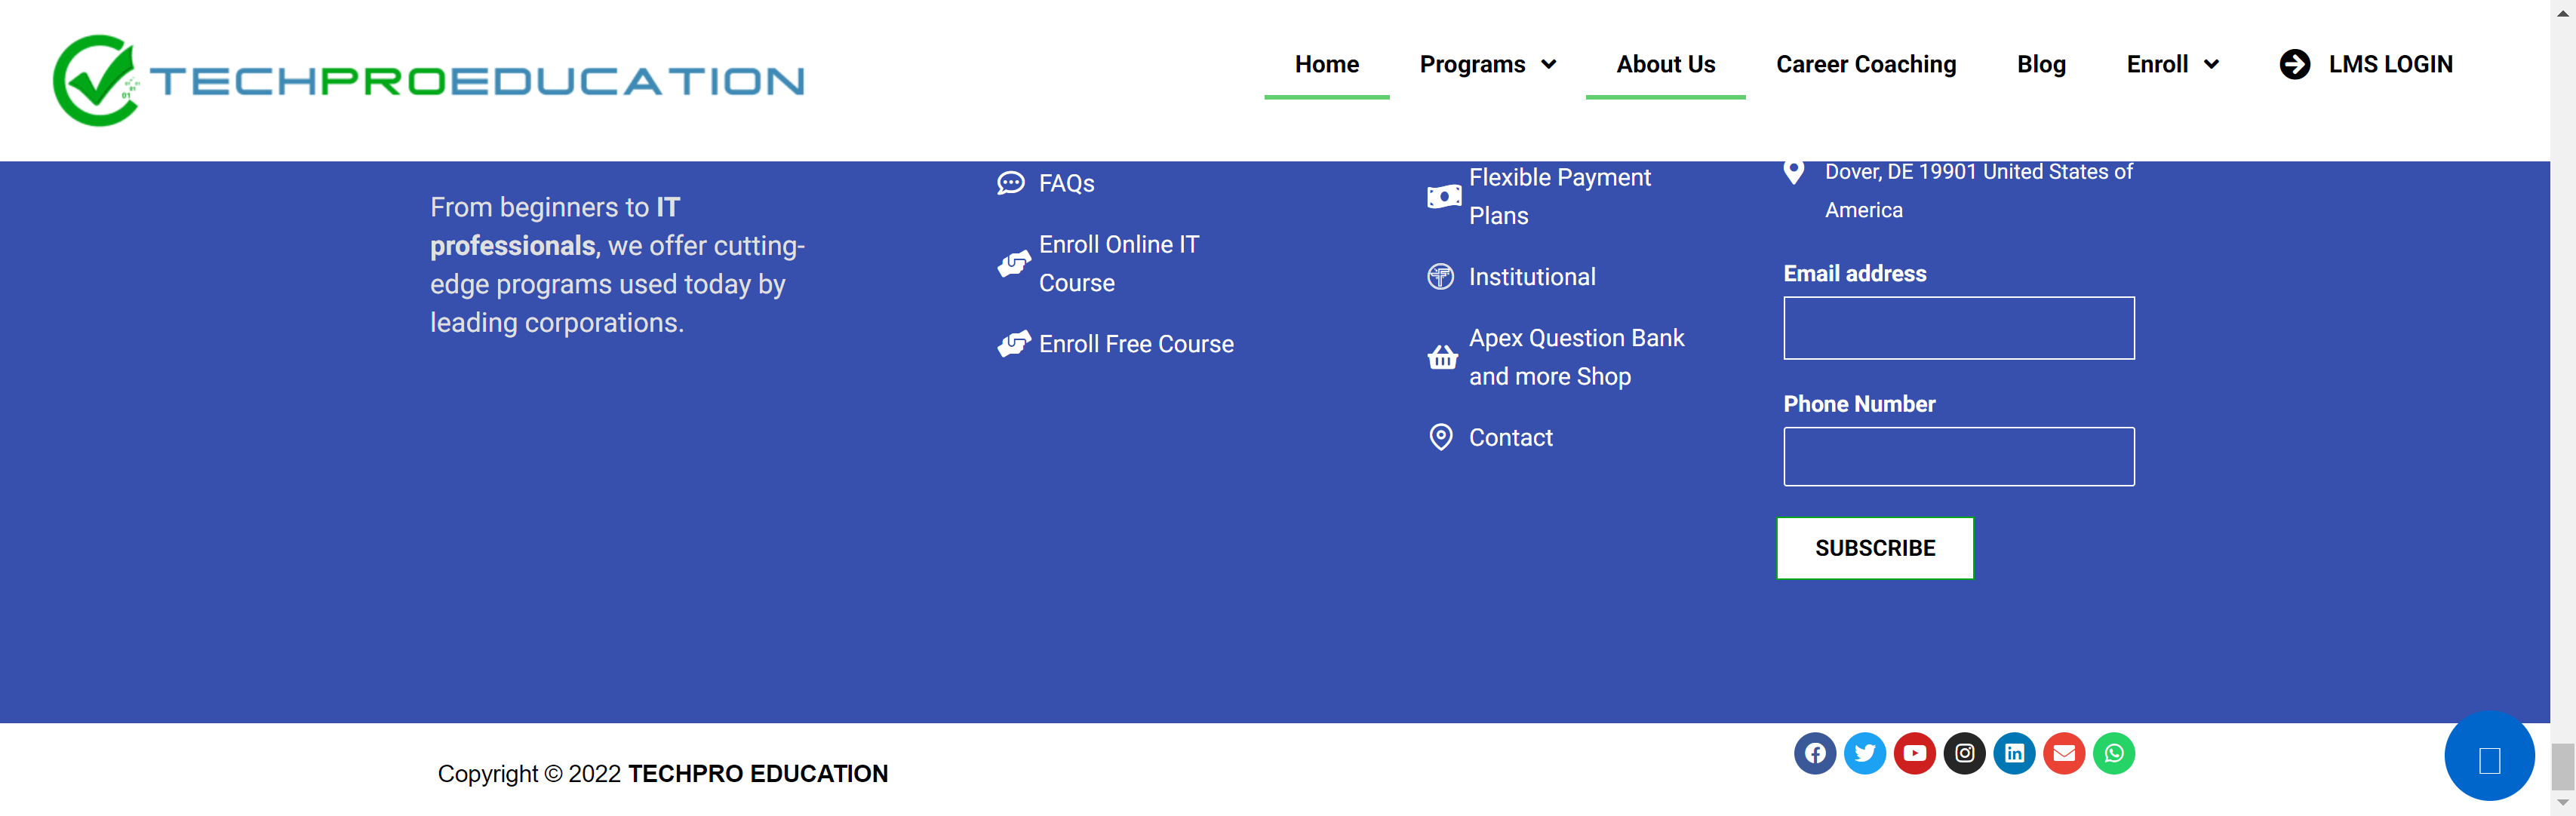 TECHPROEDUCATION
Home
Programs
About Us
Career Coaching
Blog
Enroll
LMS LOGIN
From beginners to IT
professionals, we offer cutting-
edge programs used today by
leading corporations.
FAQs
Enroll Online IT
Course
Enroll Free Course
Flexible Payment
Plans
Institutional
Apex Question Bank
and more Shop
Contact
Dover, DE 19901 United States of
America
Email address
Phone Number
SUBSCRIBE
Copyright © 2022 TECHPRO EDUCATION